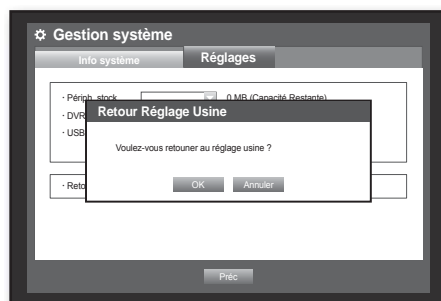 Gestion système
Info système
Réglages
· Périph. stock 0 MB (Capacité Restante)
· DVR
· USB
Retour Réglage Usine
Voulez-vous retouner au réglage usine ?
OK Annuler
· Reto
Préc